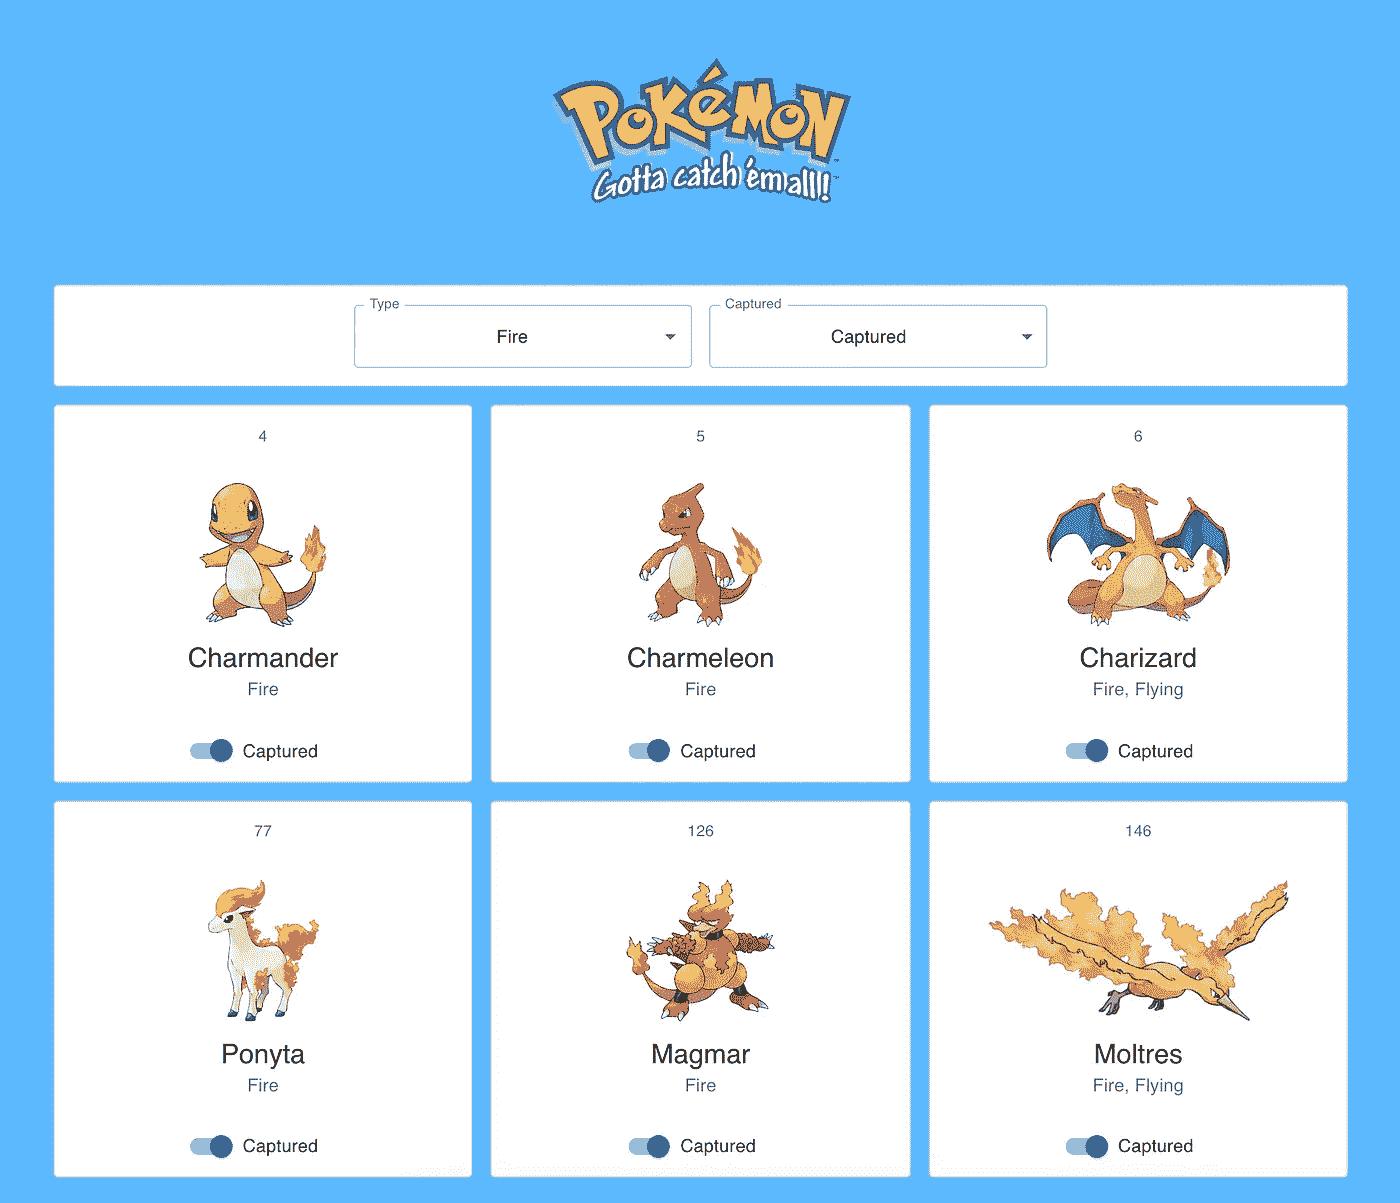 POKéMON
Gotta catch 'em alll!
Type
Fire
Captured
Captured
4
5
6
Charmander
Charmeleon
Charizard
Fire
Fire
Fire, Flying
Captured
Captured
Captured
77
126
146
Ponyta
Magmar
Moltres
Fire
Fire
Fire, Flying
Captured
Captured
Captured